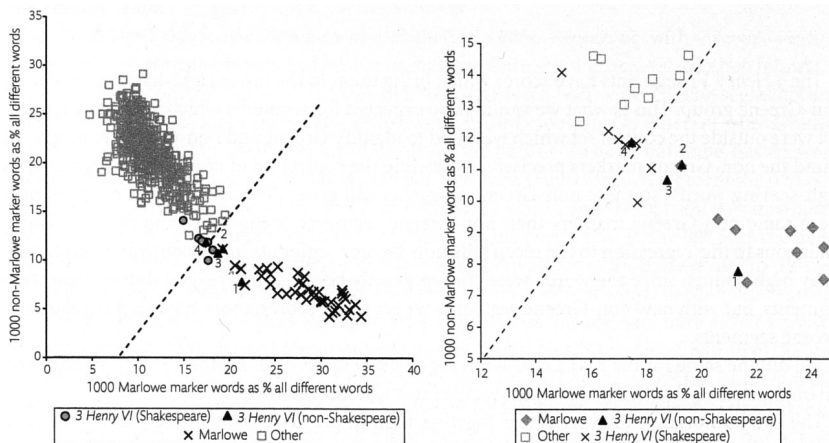 35
30
25
20
15
10
5
0
1000 non-Marlowe marker words as % all different words
4
2
3
1
0 5 10 15 20 25 30 35 40
1000 Marlowe marker words as % all different words
3 Henry VI (Shakespeare) 3 Henry VI (non-Shakespeare)
Marlowe Other
15
14
13
12
11
10
9
8
7
6
5
1000 non-Marlowe marker words as % all different words
4
2
3
1
12 14 16 18 20 22 24
1000 Marlowe marker words as % all different words
Marlowe 3 Henry VI (non-Shakespeare)
Other 3 Henry VI (Shakespeare)